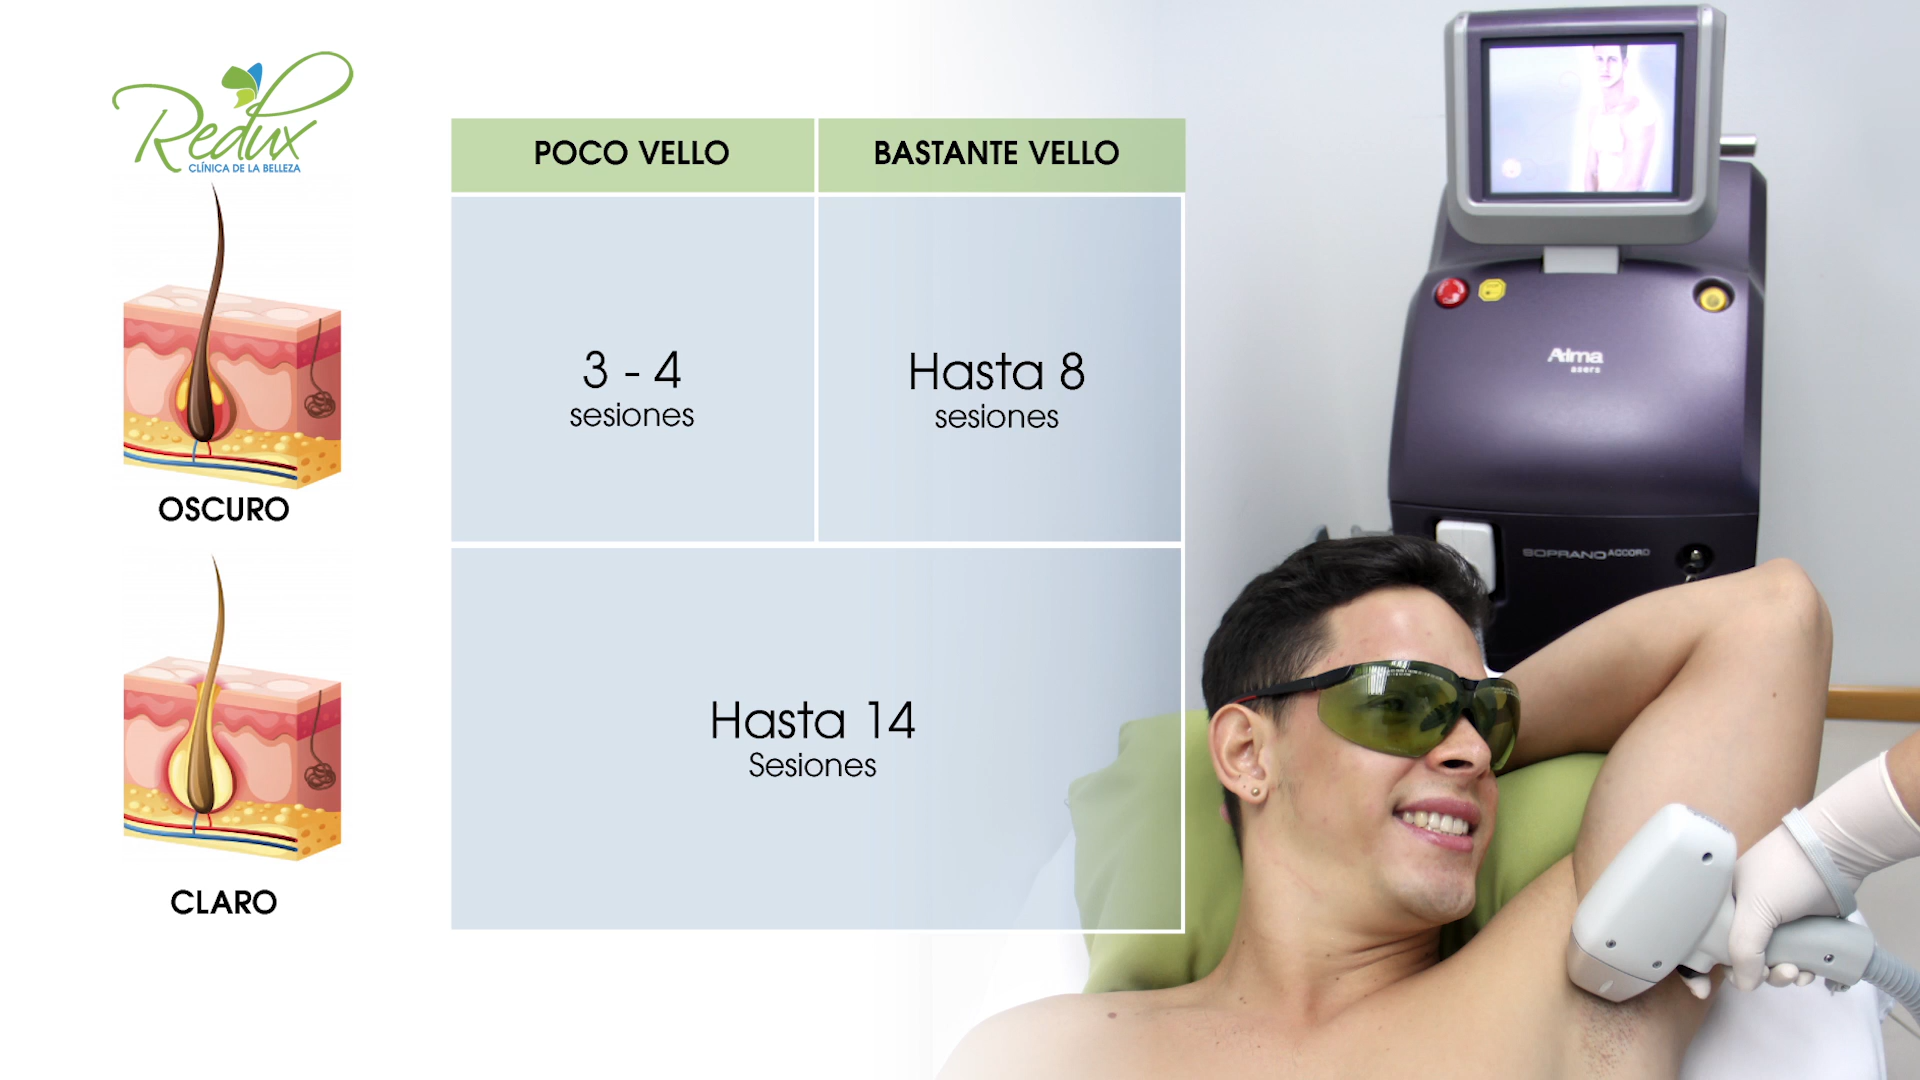 Redux
CLÍNICA DE LA BELLEZA
POCO VELLO
BASTANTE VELLO
3 - 4
sesiones
Hasta 8
sesiones
OSCURO
Hasta 14
Sesiones
CLARO
Alma
SOPRANO ACCORD